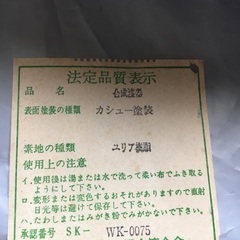 法定品質表示
品名 合成漆器
表面塗装の種類 カシュー塗装
素地の種類 ユリア樹脂
使用上の注意
イ.使用後は湯または水で洗って柔い布でふき取る
ようにして下さい。
ロ.変形または変色するおそれがありますので直射
日光等は避けて保存して下さい。
ハ.たわしまたはみがき粉でみがかないで下さい。
承認番号 SK- WK-0075